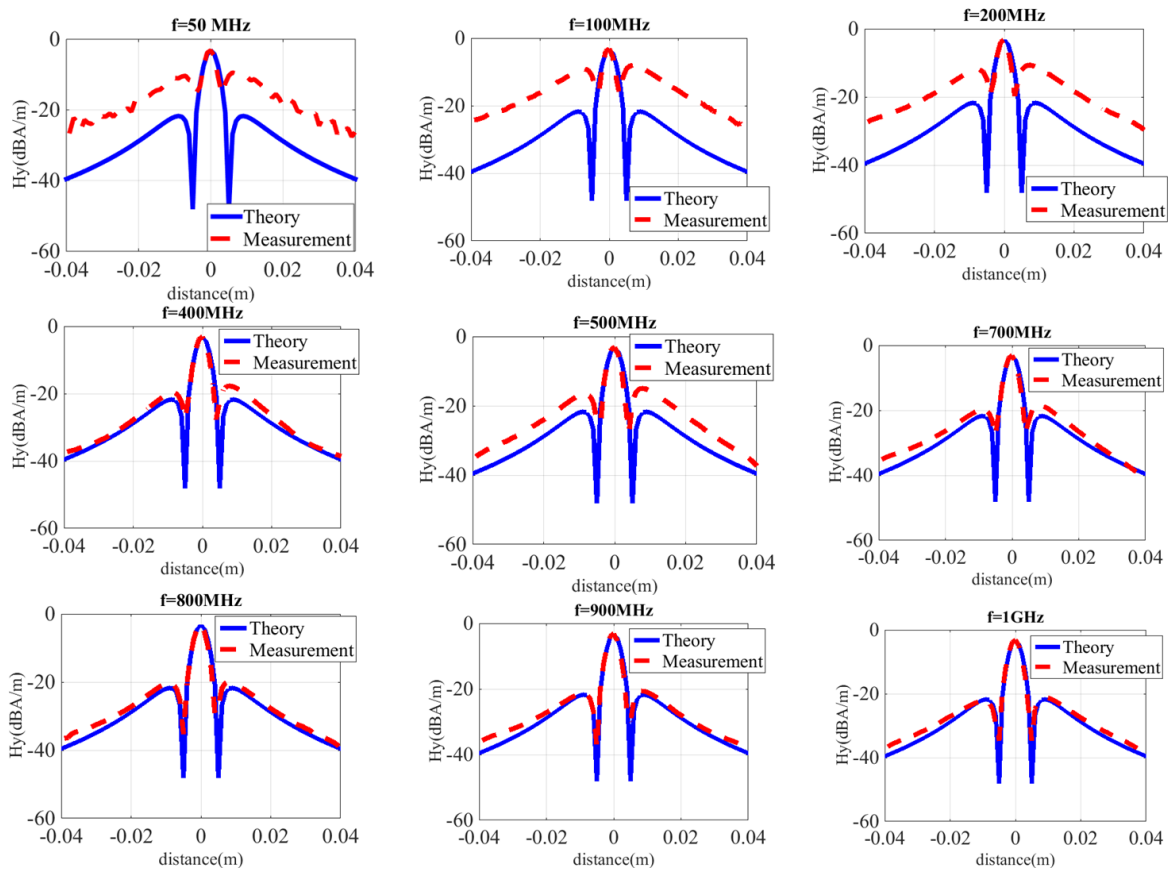 f=50 MHz
0
-20
-40
-60
Hy(dBA/m)
Theory
Measurement
-0.04 -0.02 0 0.02 0.04
distance(m)
f=100MHz
0
-20
-40
-60
Hy(dBA/m)
Theory
Measurement
-0.04 -0.02 0 0.02 0.04
distance(m)
f=200MHz
0
-20
-40
-60
Hy(dBA/m)
Theory
Measurement
-0.04 -0.02 0 0.02 0.04
distance(m)
f=400MHz
0
-20
-40
-60
Hy(dBA/m)
Theory
Measurement
-0.04 -0.02 0 0.02 0.04
distance(m)
f=500MHz
0
-20
-40
-60
Hy(dBA/m)
Theory
Measurement
-0.04 -0.02 0 0.02 0.04
distance(m)
f=700MHz
0
-20
-40
-60
Hy(dBA/m)
Theory
Measurement
-0.04 -0.02 0 0.02 0.04
distance(m)
f=800MHz
0
-20
-40
-60
Hy(dBA/m)
Theory
Measurement
-0.04 -0.02 0 0.02 0.04
distance(m)
f=900MHz
0
-20
-40
-60
Hy(dBA/m)
Theory
Measurement
-0.04 -0.02 0 0.02 0.04
distance(m)
f=1GHz
0
-20
-40
-60
Hy(dBA/m)
Theory
Measurement
-0.04 -0.02 0 0.02 0.04
distance(m)